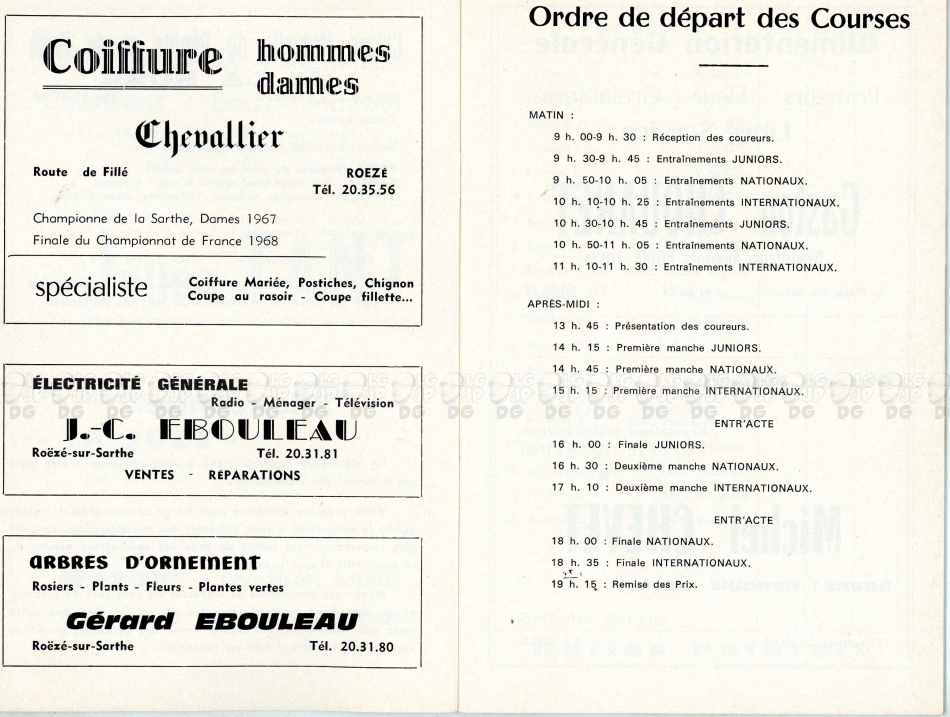 Coiffure hommes
dames
Chevallier
Route de Fillé ROEZÉ
Tél. 20.35.56
Championne de la Sarthe, Dames 1967
Finale du Championnat de France 1968
spécialiste Coiffure Mariée, Postiches, Chignon
Coupe au rasoir - Coupe fillette...
ÉLECTRICITÉ GÉNÉRALE
Radio - Ménager - Télévision
J.-C. EBOULEAU
Roëzé-sur-Sarthe Tél. 20.31.81
VENTES - RÉPARATIONS
ARBRES D'ORNEMENT
Rosiers - Plants - Fleurs - Plantes vertes
Gérard EBOULEAU
Roëzé-sur-Sarthe Tél. 20.31.80
Ordre de départ des Courses
MATIN :
9 h. 00-9 h. 30 : Réception des coureurs.
9 h. 30-9 h. 45 : Entraînements JUNIORS.
9 h. 50-10 h. 05 : Entraînements NATIONAUX.
10 h. 10-10 h. 25 : Entraînements INTERNATIONAUX.
10 h. 30-10 h. 45 : Entraînements JUNIORS.
10 h. 50-11 h. 05 : Entraînements NATIONAUX.
11 h. 10-11 h. 30 : Entraînements INTERNATIONAUX.
APRÈS-MIDI :
13 h. 45 : Présentation des coureurs.
14 h. 15 : Première manche JUNIORS.
14 h. 45 : Première manche NATIONAUX.
15 h. 15 : Première manche INTERNATIONAUX.
ENTR'ACTE
16 h. 00 : Finale JUNIORS.
16 h. 30 : Deuxième manche NATIONAUX.
17 h. 10 : Deuxième manche INTERNATIONAUX.
ENTR'ACTE
18 h. 00 : Finale NATIONAUX.
18 h. 35 : Finale INTERNATIONAUX.
19 h. 15 : Remise des Prix.